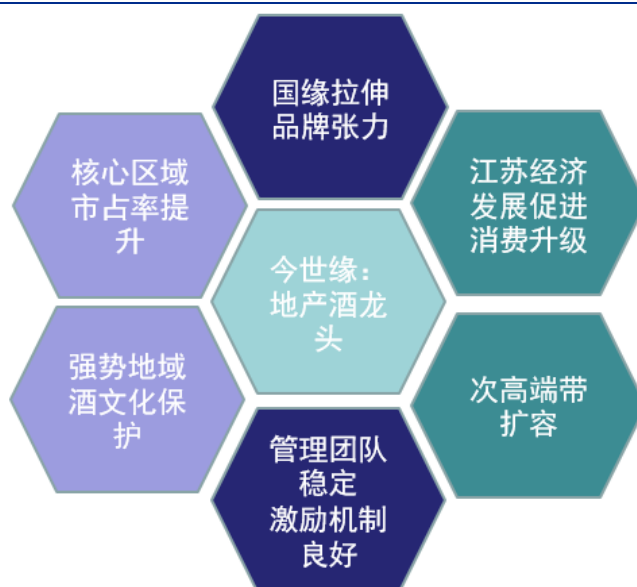 国缘拉伸
品牌张力
核心区域
市占率提
升
江苏经济
发展促进
消费升级
今世缘：
地产酒龙
头
强势地域
酒文化保
护
次高端带
扩容
管理团队
稳定
激励机制
良好